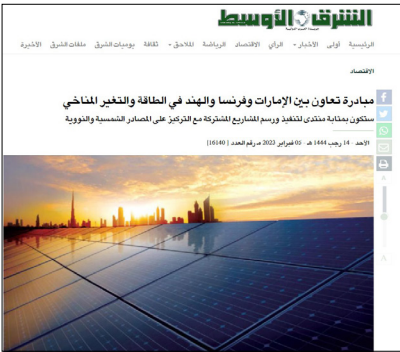 الشرق الأوسط
الرئيسية أولى الأخبار الرأي الاقتصاد الرياضة الملاحق ثقافة يوميات الشرق ملفات الشرق الأخيرة
الاقتصاد
مبادرة تعاون بين الإمارات وفرنسا والهند في الطاقة والتغير المناخي
ستكون بمثابة منتدى لتنفيذ ورسم المشاريع المشتركة مع التركيز على المصادر الشمسية والنووية
الأحد - 14 رجب 1444 هـ - 05 فبراير 2023 مـ رقم العدد [16140]
A
A